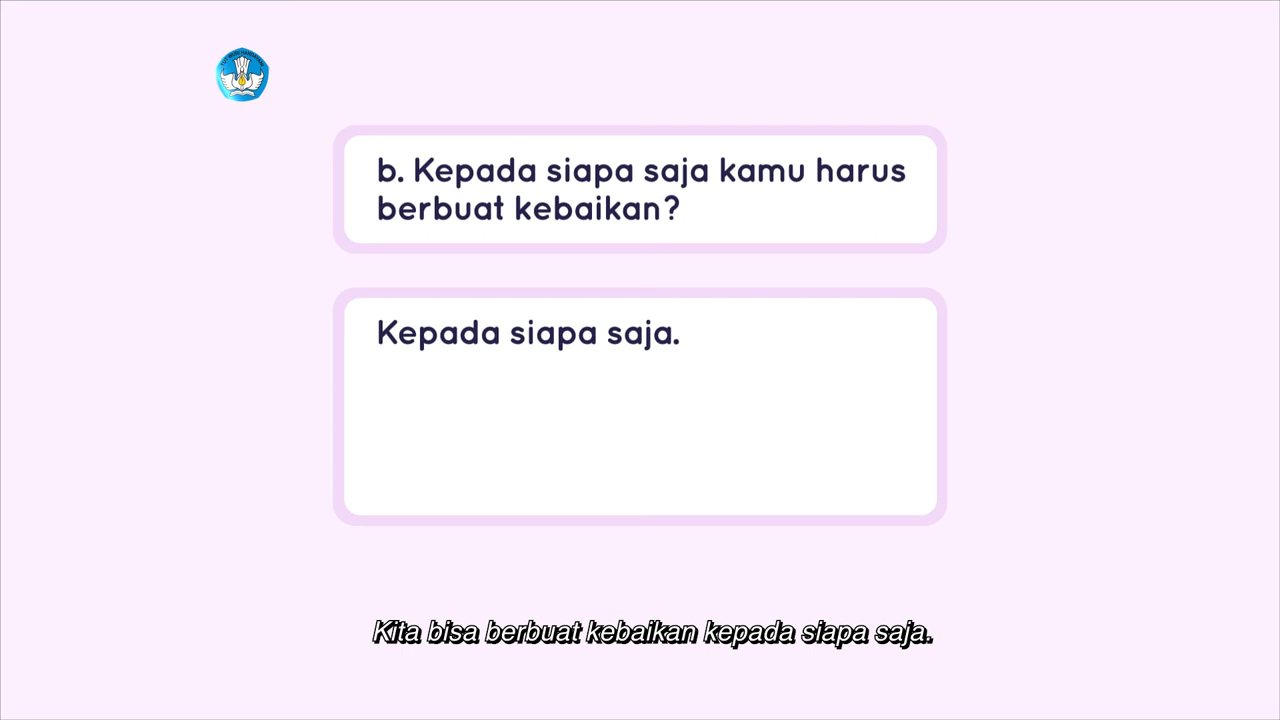 b. Kepada siapa saja kamu harus
berbuat kebaikan?
Kepada siapa saja.
Kita bisa berbuat kebaikan kepada siapa saja.